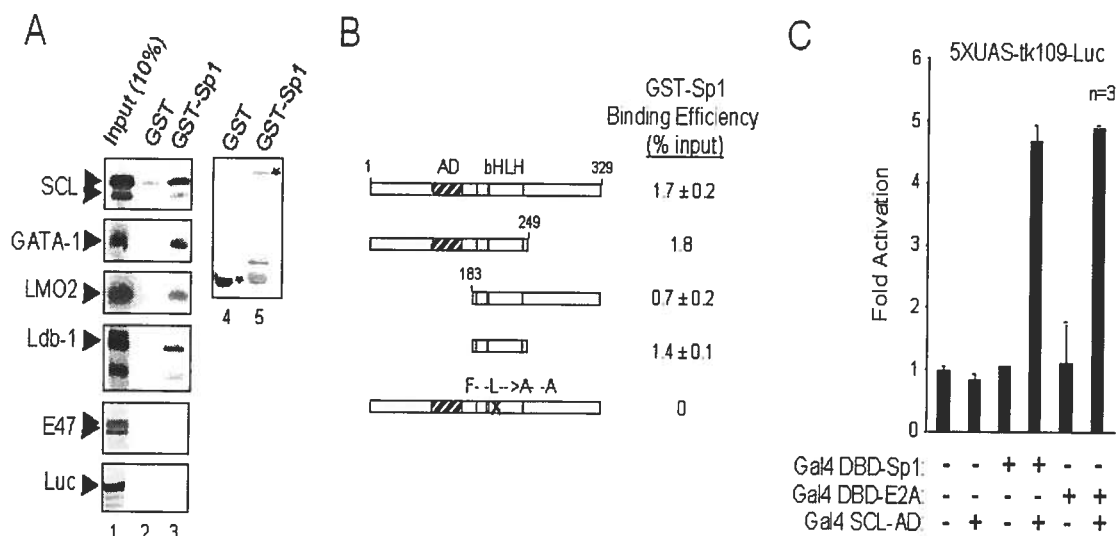 A
Input (10%)
GST
GST-Sp1
GST
GST-Sp1
SCL
GATA-1
LMO2
Ldb-1
E47
Luc
1 2 3
4 5
B
GST-Sp1
Binding Efficiency
(% input)
1 AD bHLH 329
1.7 ± 0.2
249
1.8
183
0.7 ± 0.2
1.4 ± 0.1
F- -L-->A- -A
X
0
C
5XUAS-tk109-Luc
n=3
Fold Activation
6
5
4
3
2
1
0
Gal4 DBD-Sp1: - - + + - -
Gal4 DBD-E2A: - - - - + +
Gal4 SCL-AD: - + - + - +